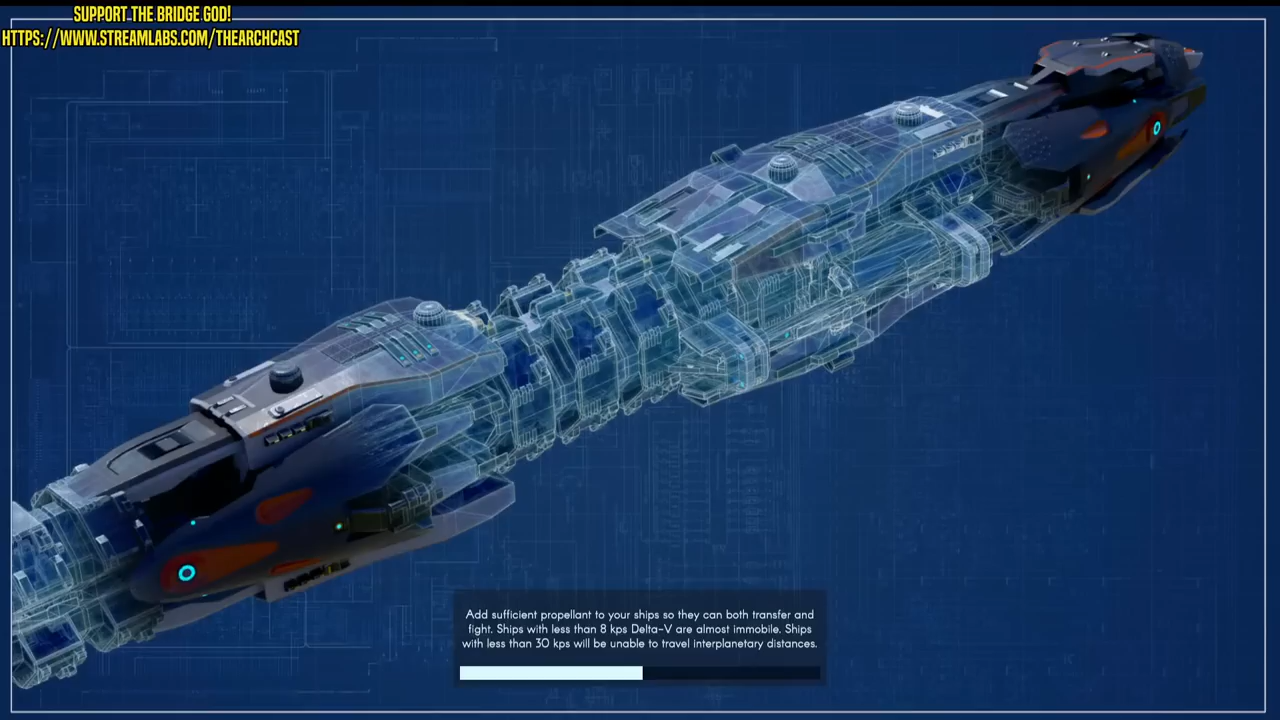 SUPPORT THE BRIDGE GOD!
HTTPS://WWW.STREAMLABS.COM/THEARCHCAST
Add sufficient propellant to your ships so they can both transfer and
fight. Ships with less than 8 kps Delta-V are almost immobile. Ships
with less than 30 kps will be unable to travel interplanetary distances.